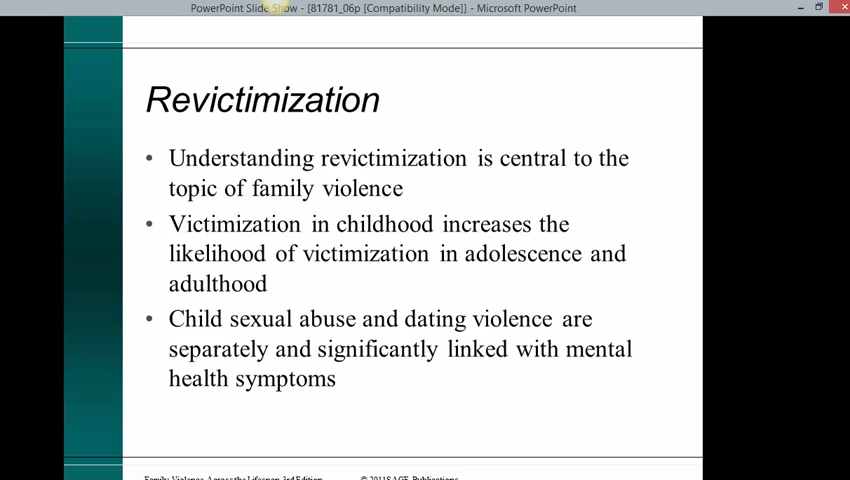 PowerPoint Slide Show - [81781_06p [Compatibility Mode]] - Microsoft PowerPoint
Revictimization
• Understanding revictimization is central to the
topic of family violence
• Victimization in childhood increases the
likelihood of victimization in adolescence and
adulthood
• Child sexual abuse and dating violence are
separately and significantly linked with mental
health symptoms
Family Violence Across the Lifespan 3rd Edition © 2011SAGE Publications